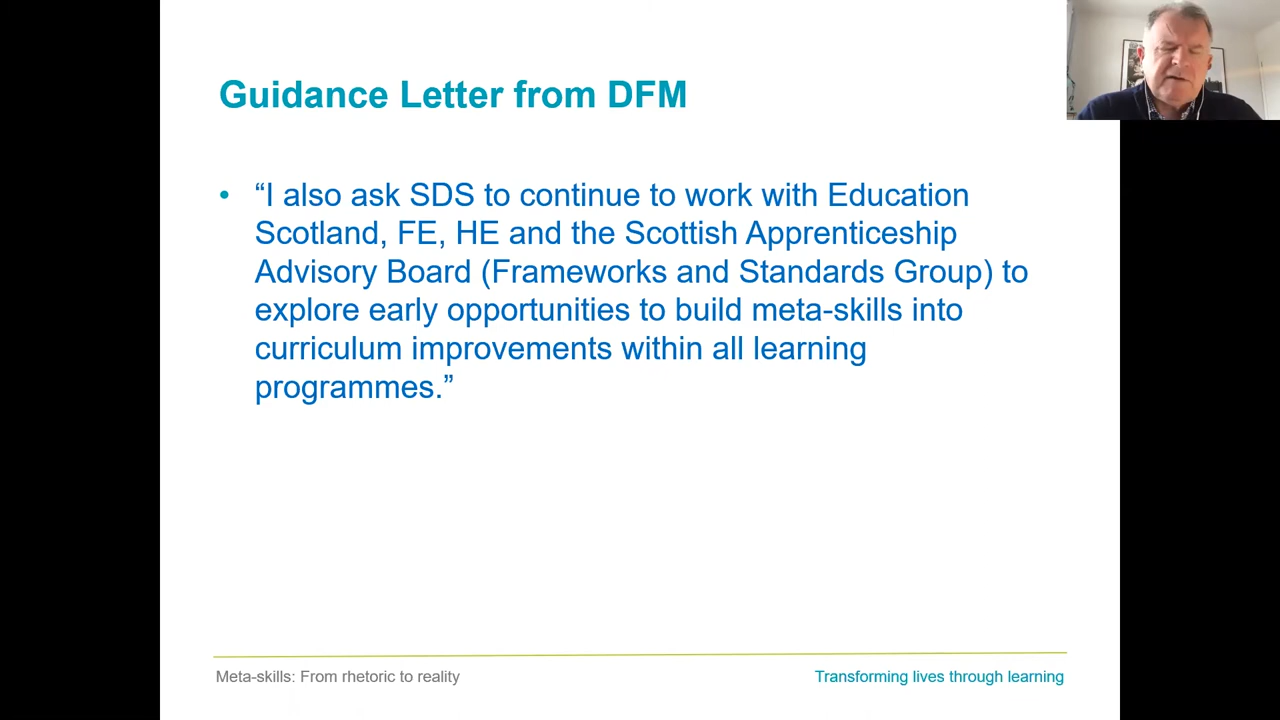 Guidance Letter from DFM
• “I also ask SDS to continue to work with Education
Scotland, FE, HE and the Scottish Apprenticeship
Advisory Board (Frameworks and Standards Group) to
explore early opportunities to build meta-skills into
curriculum improvements within all learning
programmes.”
Meta-skills: From rhetoric to reality
Transforming lives through learning